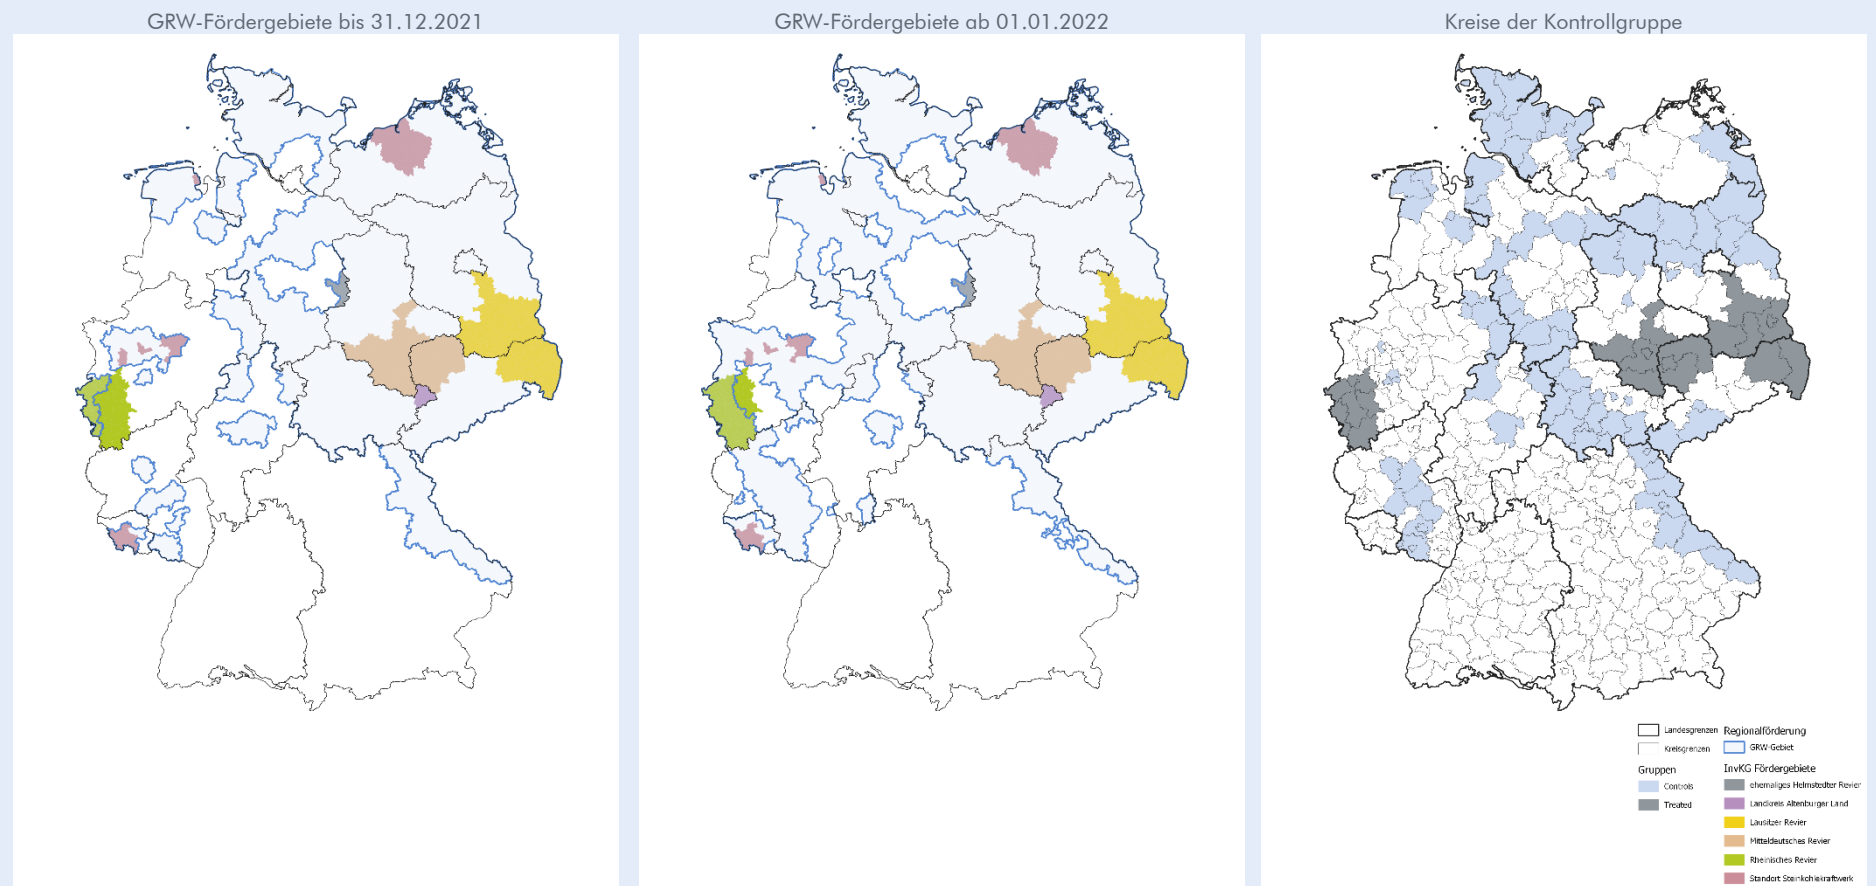 GRW-Fördergebiete bis 31.12.2021
GRW-Fördergebiete ab 01.01.2022
Kreise der Kontrollgruppe
Landesgrenzen
Kreisgrenzen
Gruppen
Controls
Treated
Regionalförderung
GRW-Gebiet
InvKG Fördergebiete
ehemaliges Helmstedter Revier
Landkreis Altenburger Land
Lausitzer Revier
Mitteldeutsches Revier
Rheinisches Revier
Standort Steinkohlekraftwerk